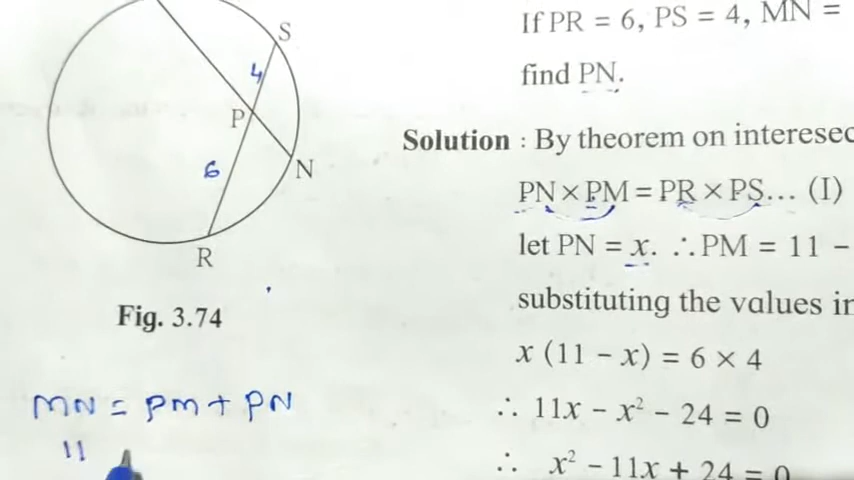 S
4
P
6
N
R
Fig. 3.74
MN = PM + PN
11
If PR = 6, PS = 4, MN =
find PN.
Solution : By theorem on
PN × PM = PR × PS... (I)
let PN = x. ∴ PM = 11 −
substituting the values in
x (11 − x) = 6 × 4
∴ 11x − x² − 24 = 0
∴ x² − 11x + 24 = 0